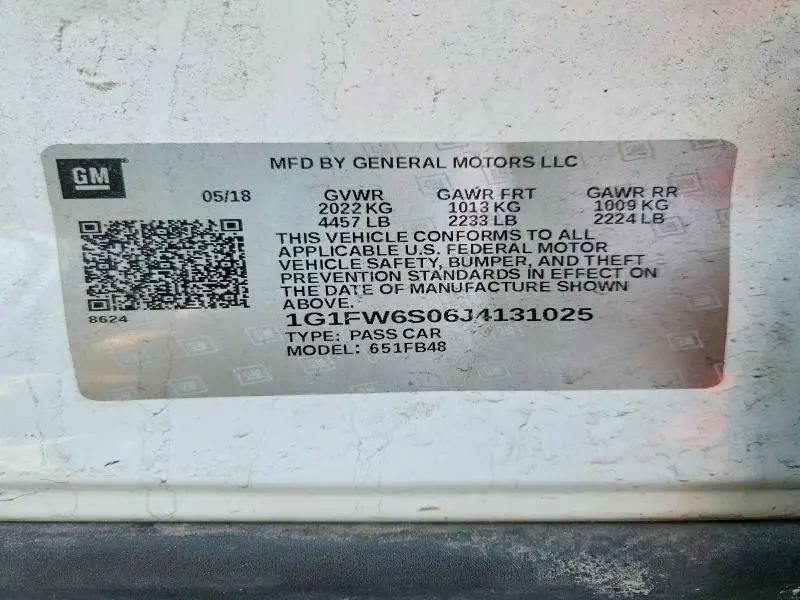 GM
MFD BY GENERAL MOTORS LLC
05/18 GVWR GAWR FRT GAWR RR
2022 KG 1013 KG 1009 KG
4457 LB 2233 LB 2224 LB
THIS VEHICLE CONFORMS TO ALL
APPLICABLE U.S. FEDERAL MOTOR
VEHICLE SAFETY, BUMPER, AND THEFT
PREVENTION STANDARDS IN EFFECT ON
THE DATE OF MANUFACTURE SHOWN
ABOVE.
8624
1G1FW6S06J4131025
TYPE: PASS CAR
MODEL: 651FB48